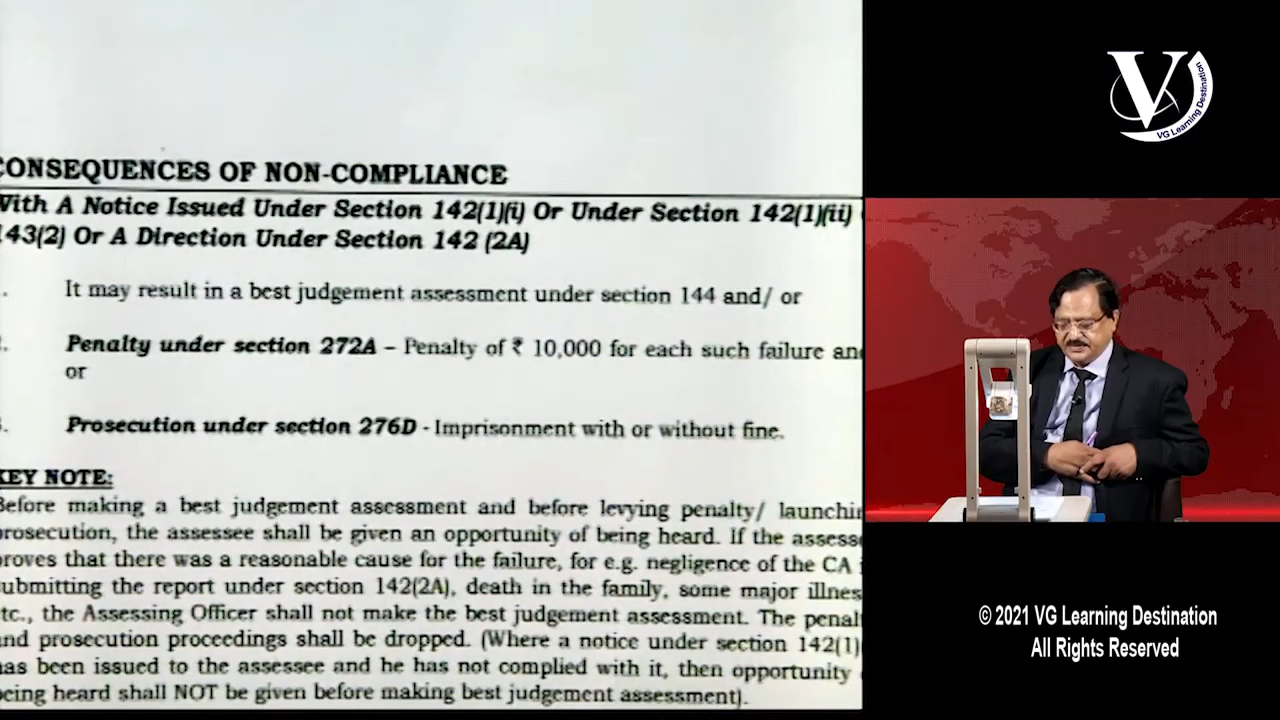 CONSEQUENCES OF NON-COMPLIANCE
With A Notice Issued Under Section 142(1)(i) Or Under Section 142(1)(ii)
143(2) Or A Direction Under Section 142 (2A)
It may result in a best judgement assessment under section 144 and/ or
Penalty under section 272A – Penalty of ₹ 10,000 for each such failure an
or
Prosecution under section 276D - Imprisonment with or without fine.
KEY NOTE:
Before making a best judgement assessment and before levying penalty/ launchin
prosecution, the assessee shall be given an opportunity of being heard. If the assesse
proves that there was a reasonable cause for the failure, for e.g. negligence of the CA
submitting the report under section 142(2A), death in the family, some major illnes
etc., the Assessing Officer shall not make the best judgement assessment. The penal
and prosecution proceedings shall be dropped. (Where a notice under section 142(1)
has been issued to the assessee and he has not complied with it, then opportunity
being heard shall NOT be given before making best judgement assessment).
V
VG Learning Destination
© 2021 VG Learning Destination
All Rights Reserved